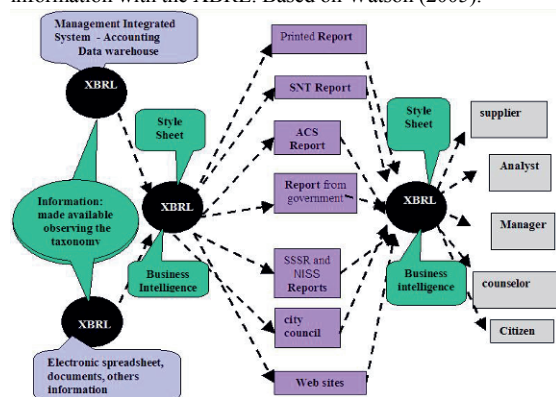 information with the XBRL. Based on Watson (2005).
Management Integrated
System - Accounting
Data warehouse
XBRL
Information:
made available
observing the
taxonomy
XBRL
Electronic spreadsheet,
documents, others
information
Style
Sheet
XBRL
Business
Intelligence
Printed Report
SNT Report
ACS
Report
Report from
government
SSSR and
NISS
Reports
city
council
Web sites
Style
Sheet
XBRL
Business
intelligence
supplier
Analyst
Manager
counselor
Citizen